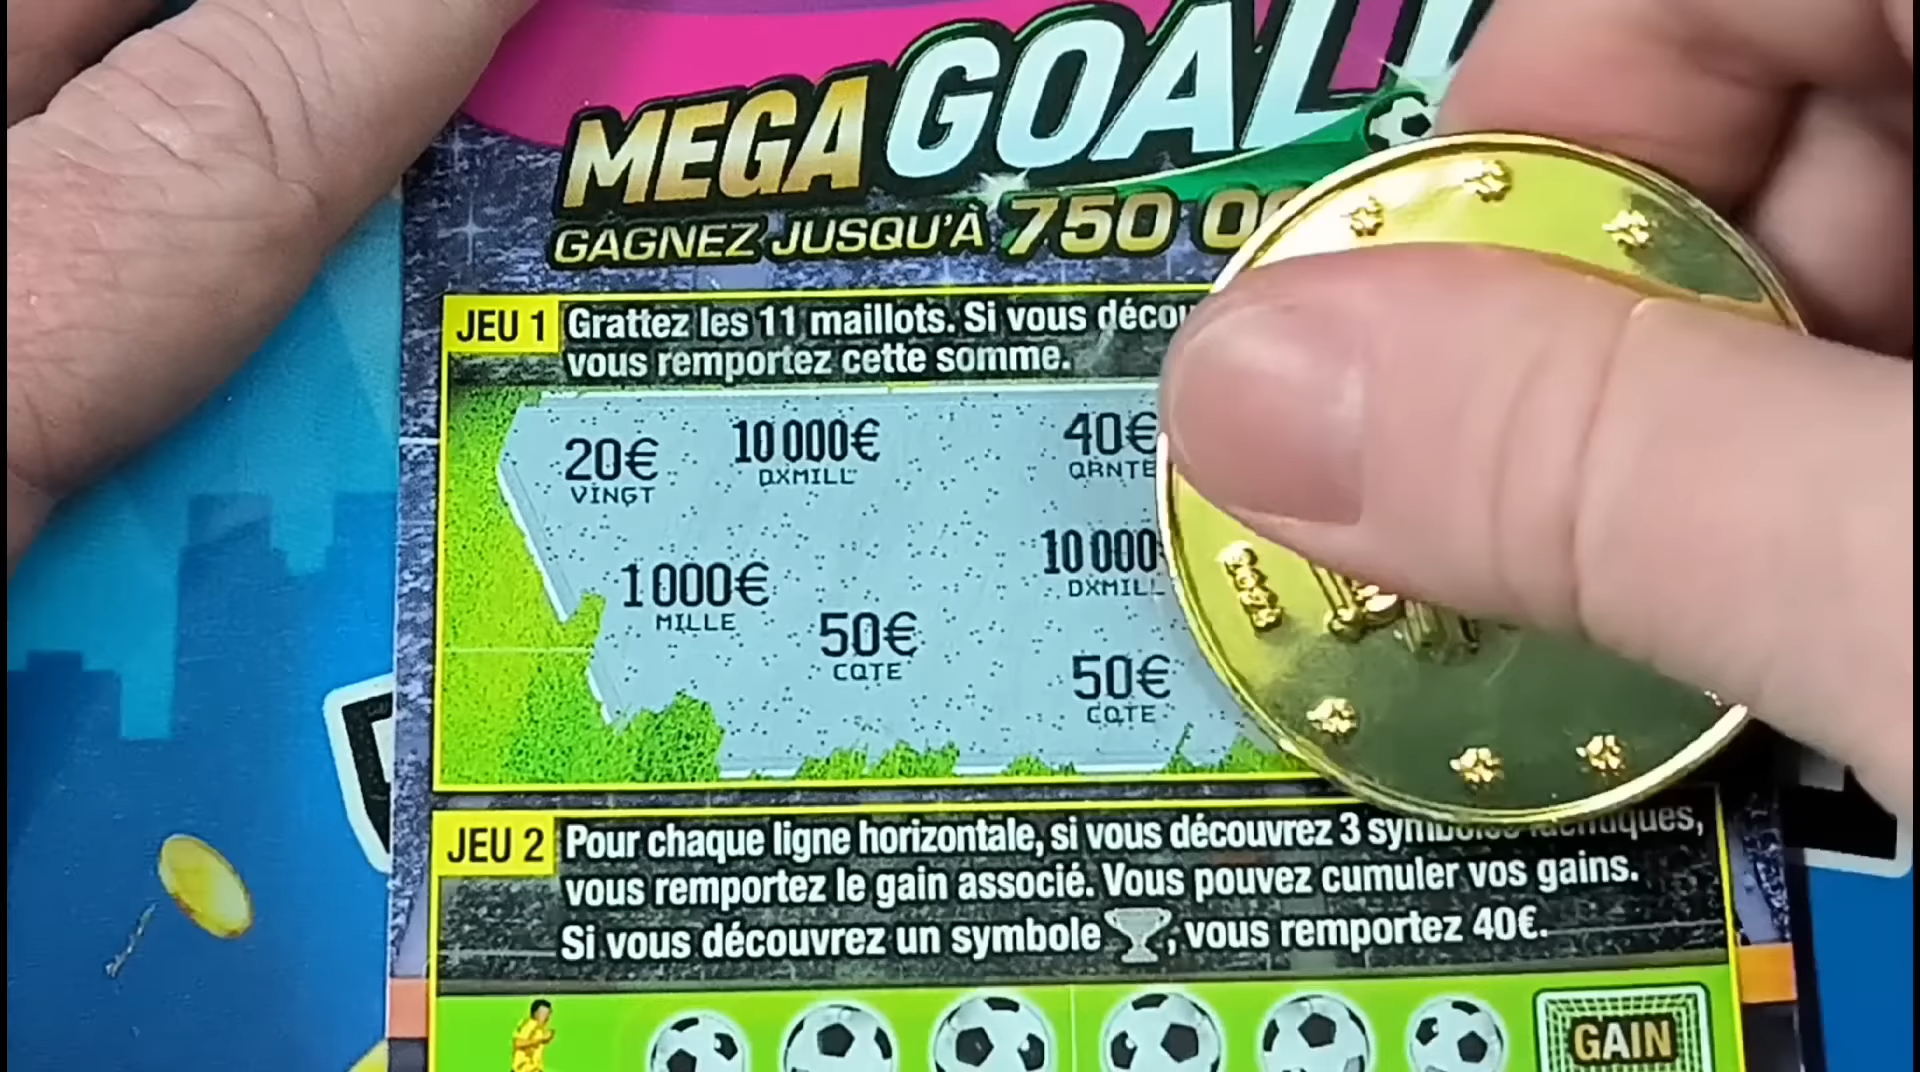 MEGA GOAL!
GAGNEZ JUSQU'À 750
JEU 1
Grattez les 11 maillots. Si vous
vous remportez cette somme.
20€ 10 000€ 40€
VINGT DXMILL QRNTE
1 000€ 10 000
MILLE DXMILL
50€ 50€
CQTE CQTE
JEU 2
Pour chaque ligne horizontale, si vous découvrez 3 symboles identiques,
vous remportez le gain associé. Vous pouvez cumuler vos gains.
Si vous découvrez un symbole , vous remportez 40€.
GAIN